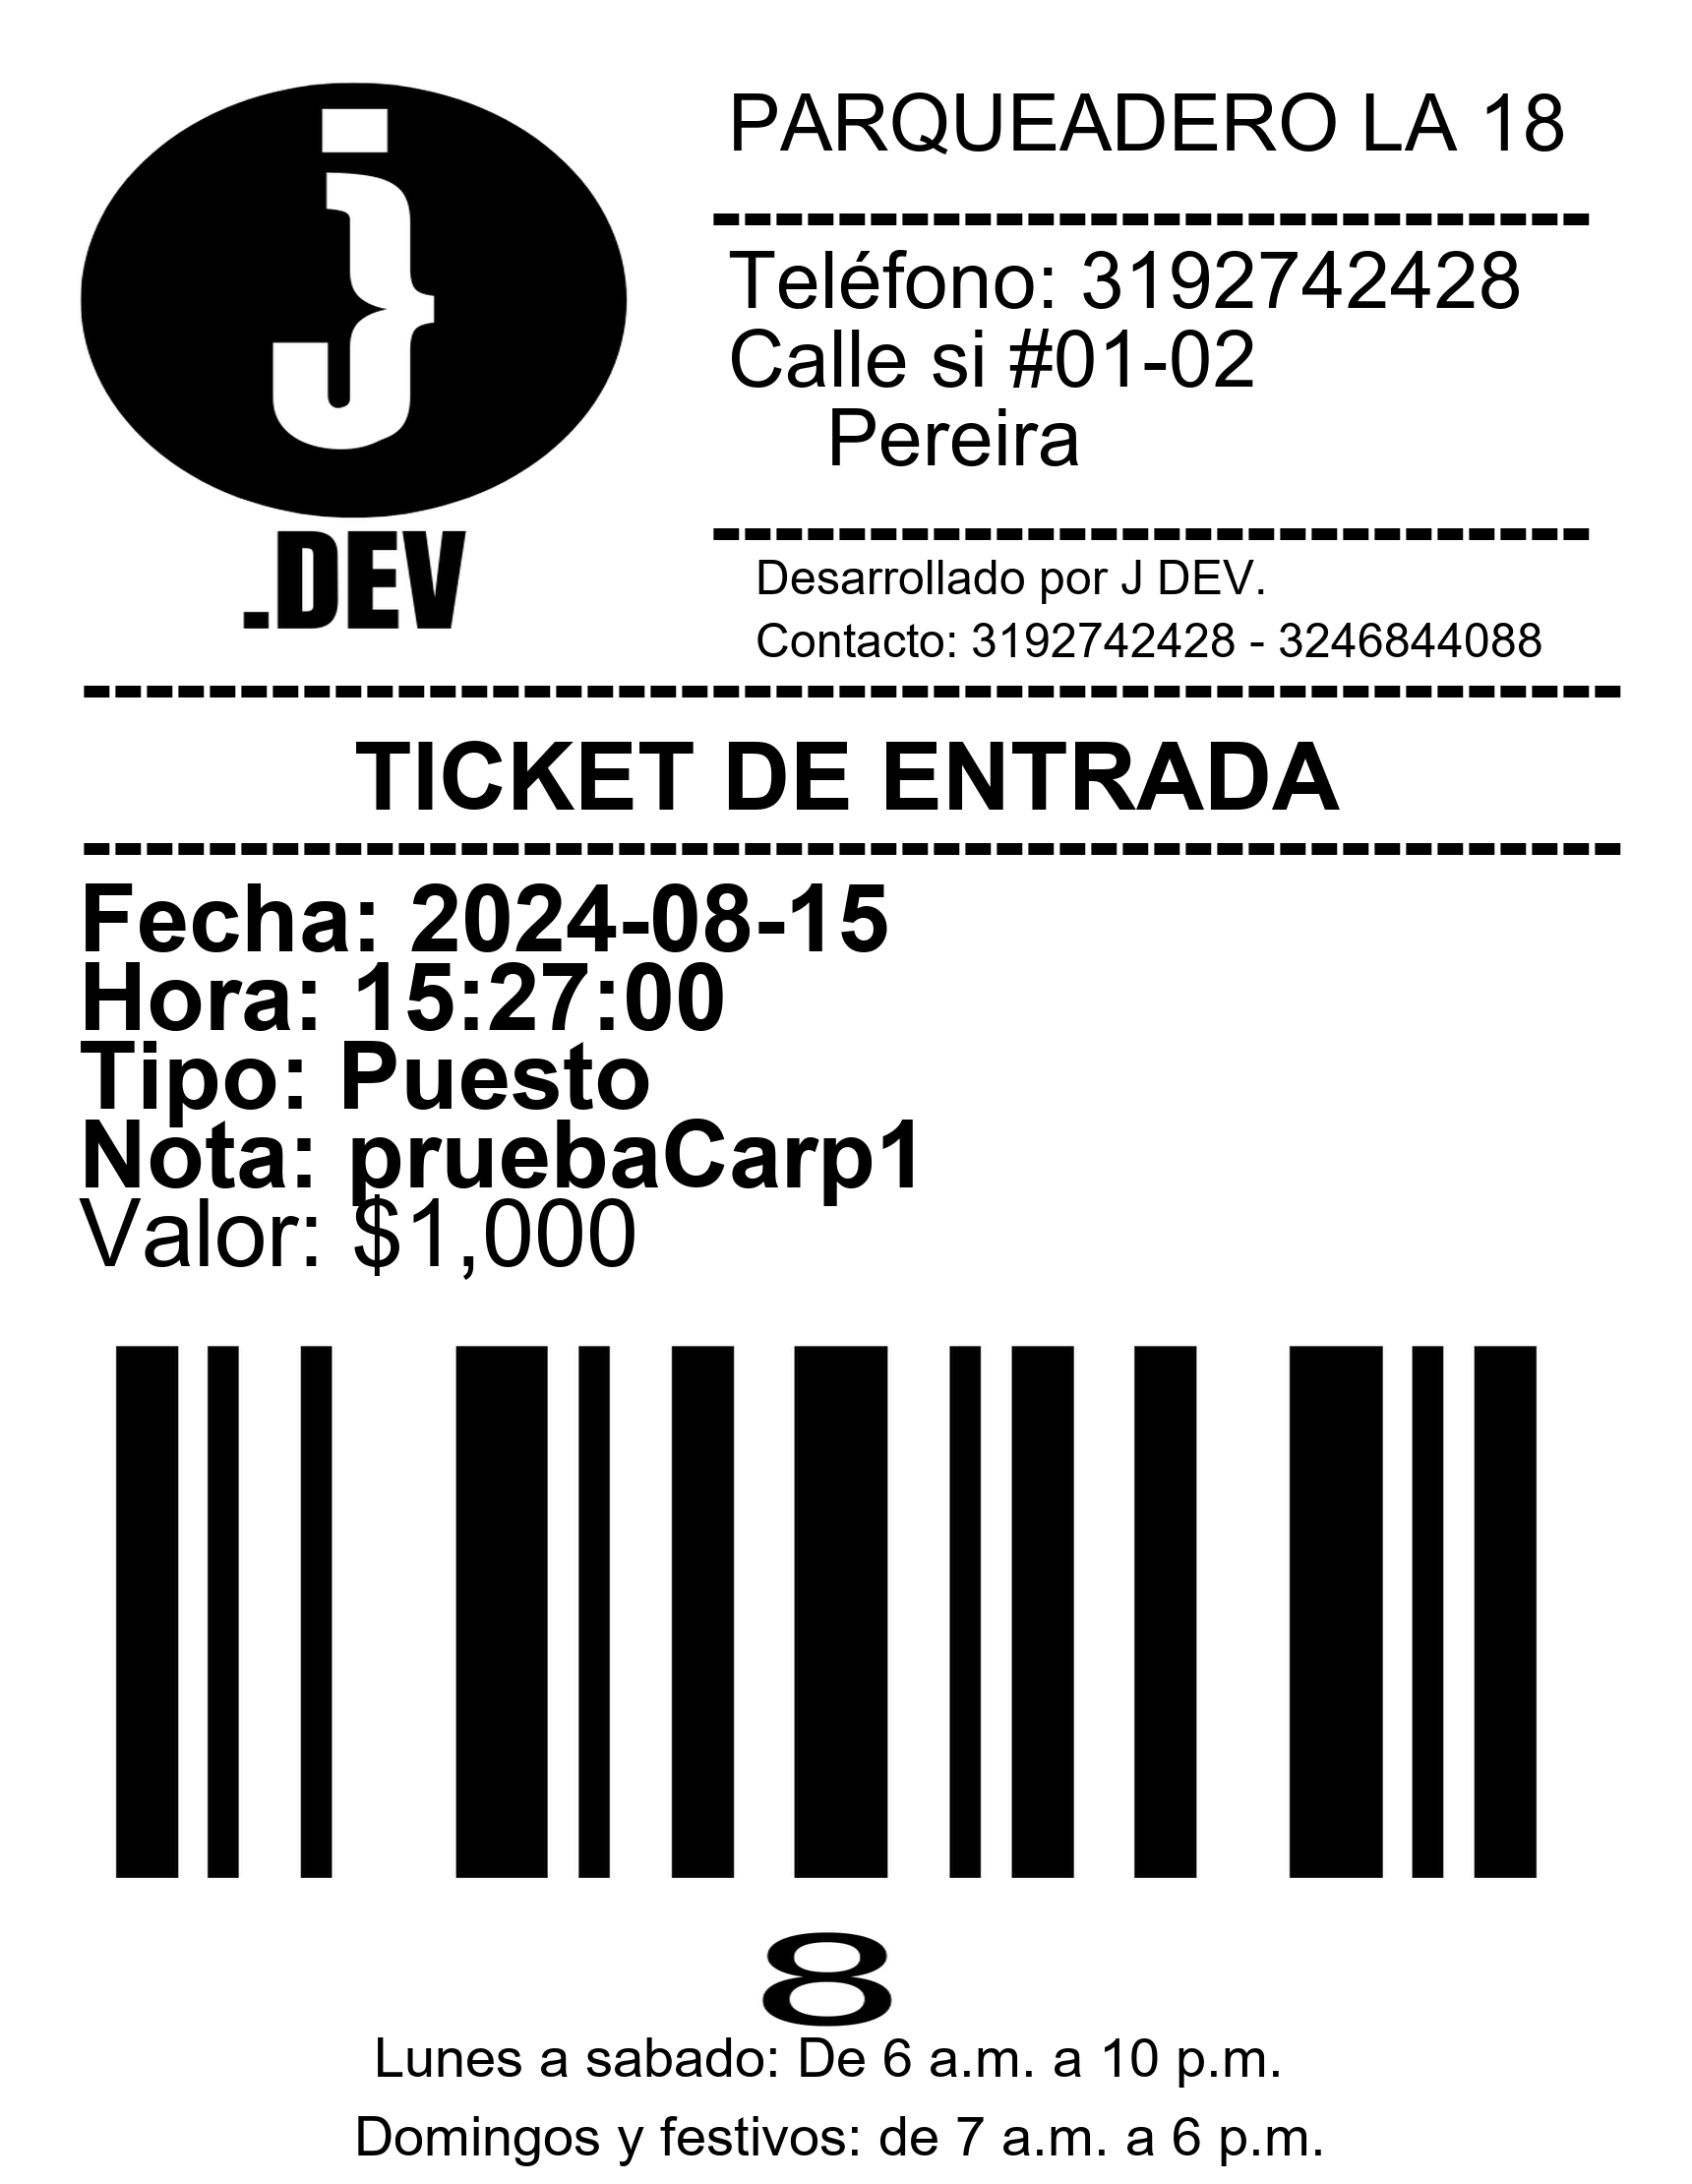 j
.DEV
PARQUEADERO LA 18
----------------------------
Teléfono: 3192742428
Calle si #01-02
Pereira
----------------------------
Desarrollado por J DEV.
Contacto: 3192742428 - 3246844088
-------------------------------------------------
TICKET DE ENTRADA
-------------------------------------------------
Fecha: 2024-08-15
Hora: 15:27:00
Tipo: Puesto
Nota: pruebaCarp1
Valor: $1,000
8
Lunes a sabado: De 6 a.m. a 10 p.m.
Domingos y festivos: de 7 a.m. a 6 p.m.